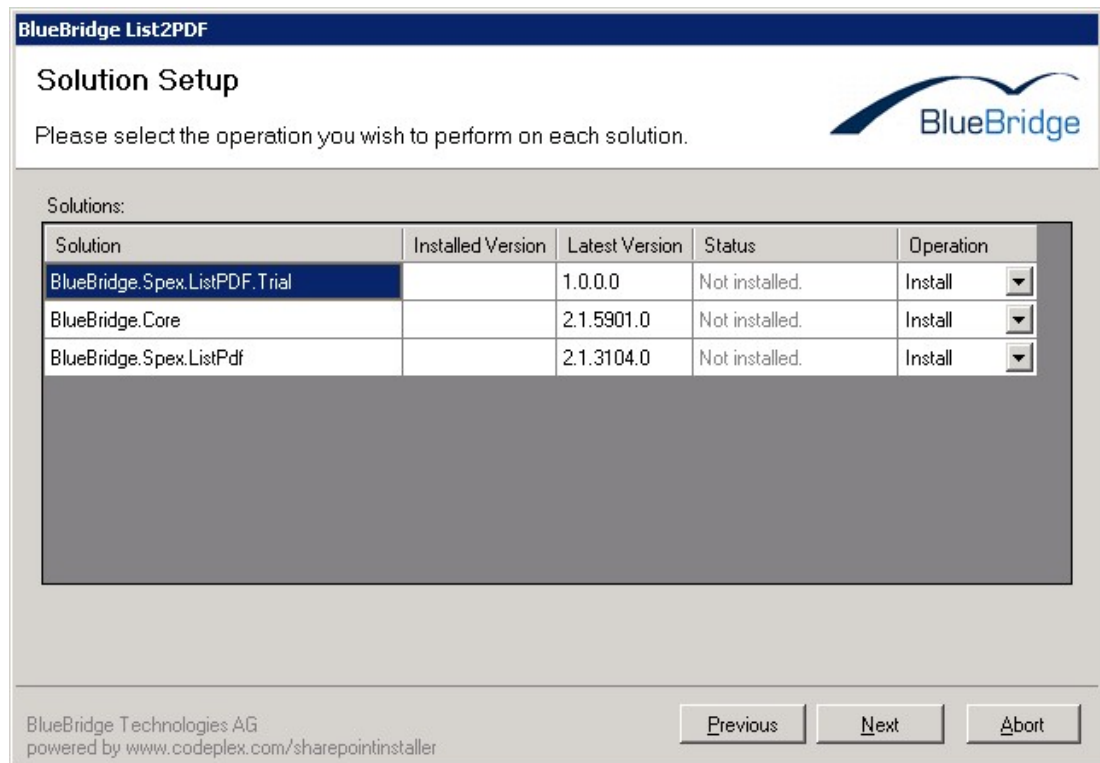 BlueBridge List2PDF
Solution Setup
Please select the operation you wish to perform on each solution.
BlueBridge
Solutions:
Solution Installed Version Latest Version Status Operation
BlueBridge.Spex.ListPDF.Trial 1.0.0.0 Not installed. Install
BlueBridge.Core 2.1.5901.0 Not installed. Install
BlueBridge.Spex.ListPdf 2.1.3104.0 Not installed. Install
BlueBridge Technologies AG
powered by www.codeplex.com/sharepointinstaller
Previous Next Abort